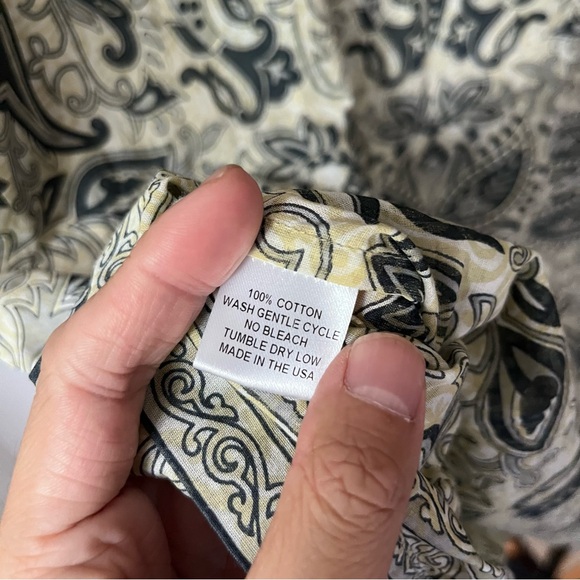 100% COTTON
WASH GENTLE CYCLE
NO BLEACH
TUMBLE DRY LOW
MADE IN THE USA